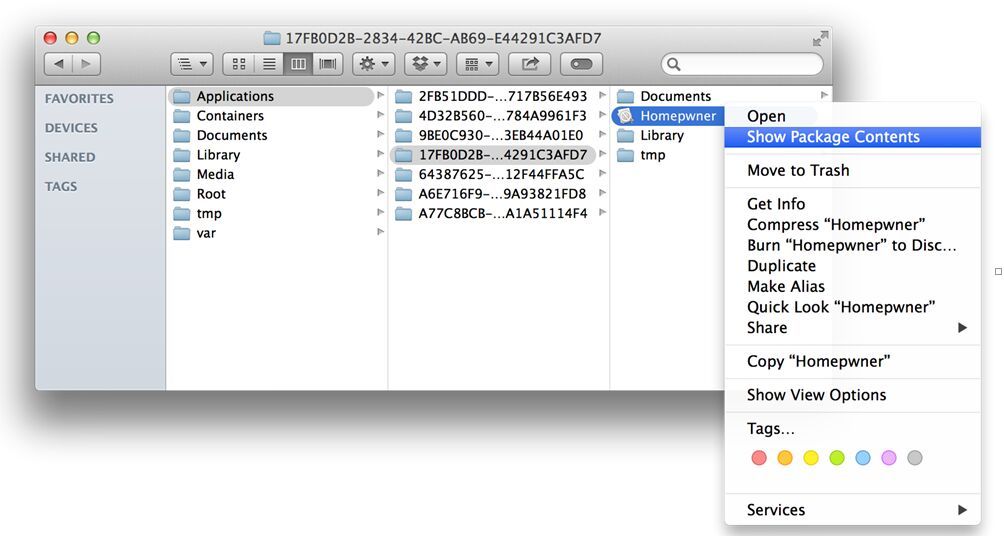 17FB0D2B-2834-42BC-AB69-E44291C3AFD7
FAVORITES
DEVICES
SHARED
TAGS
Applications
Containers
Documents
Library
Media
Root
tmp
var
2FB51DDD-...717B56E493
4D32B560-...784A9961F3
9BE0C930-...3EB44A01E0
17FB0D2B-...4291C3AFD7
64387625-...12F44FFA5C
A6E716F9-...9A93821FD8
A77C8BCB-...A1A51114F4
Documents
Homepwner
Library
tmp
Open
Show Package Contents
Move to Trash
Get Info
Compress “Homepwner”
Burn “Homepwner” to Disc...
Duplicate
Make Alias
Quick Look “Homepwner”
Share
Copy “Homepwner”
Show View Options
Tags...
Services